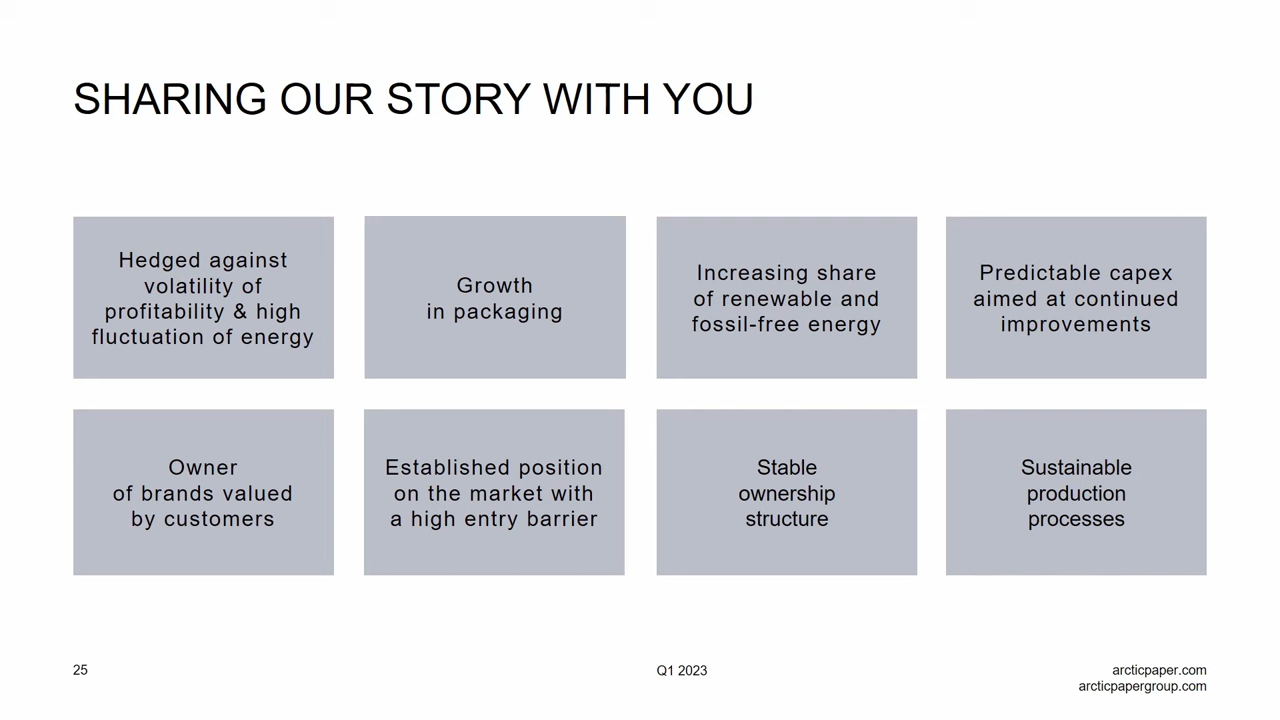 SHARING OUR STORY WITH YOU
Hedged against
volatility of
profitability & high
fluctuation of energy
Growth
in packaging
Increasing share
of renewable and
fossil-free energy
Predictable capex
aimed at continued
improvements
Owner
of brands valued
by customers
Established position
on the market with
a high entry barrier
Stable
ownership
structure
Sustainable
production
processes
25
Q1 2023
arcticpaper.com
arcticpapergroup.com